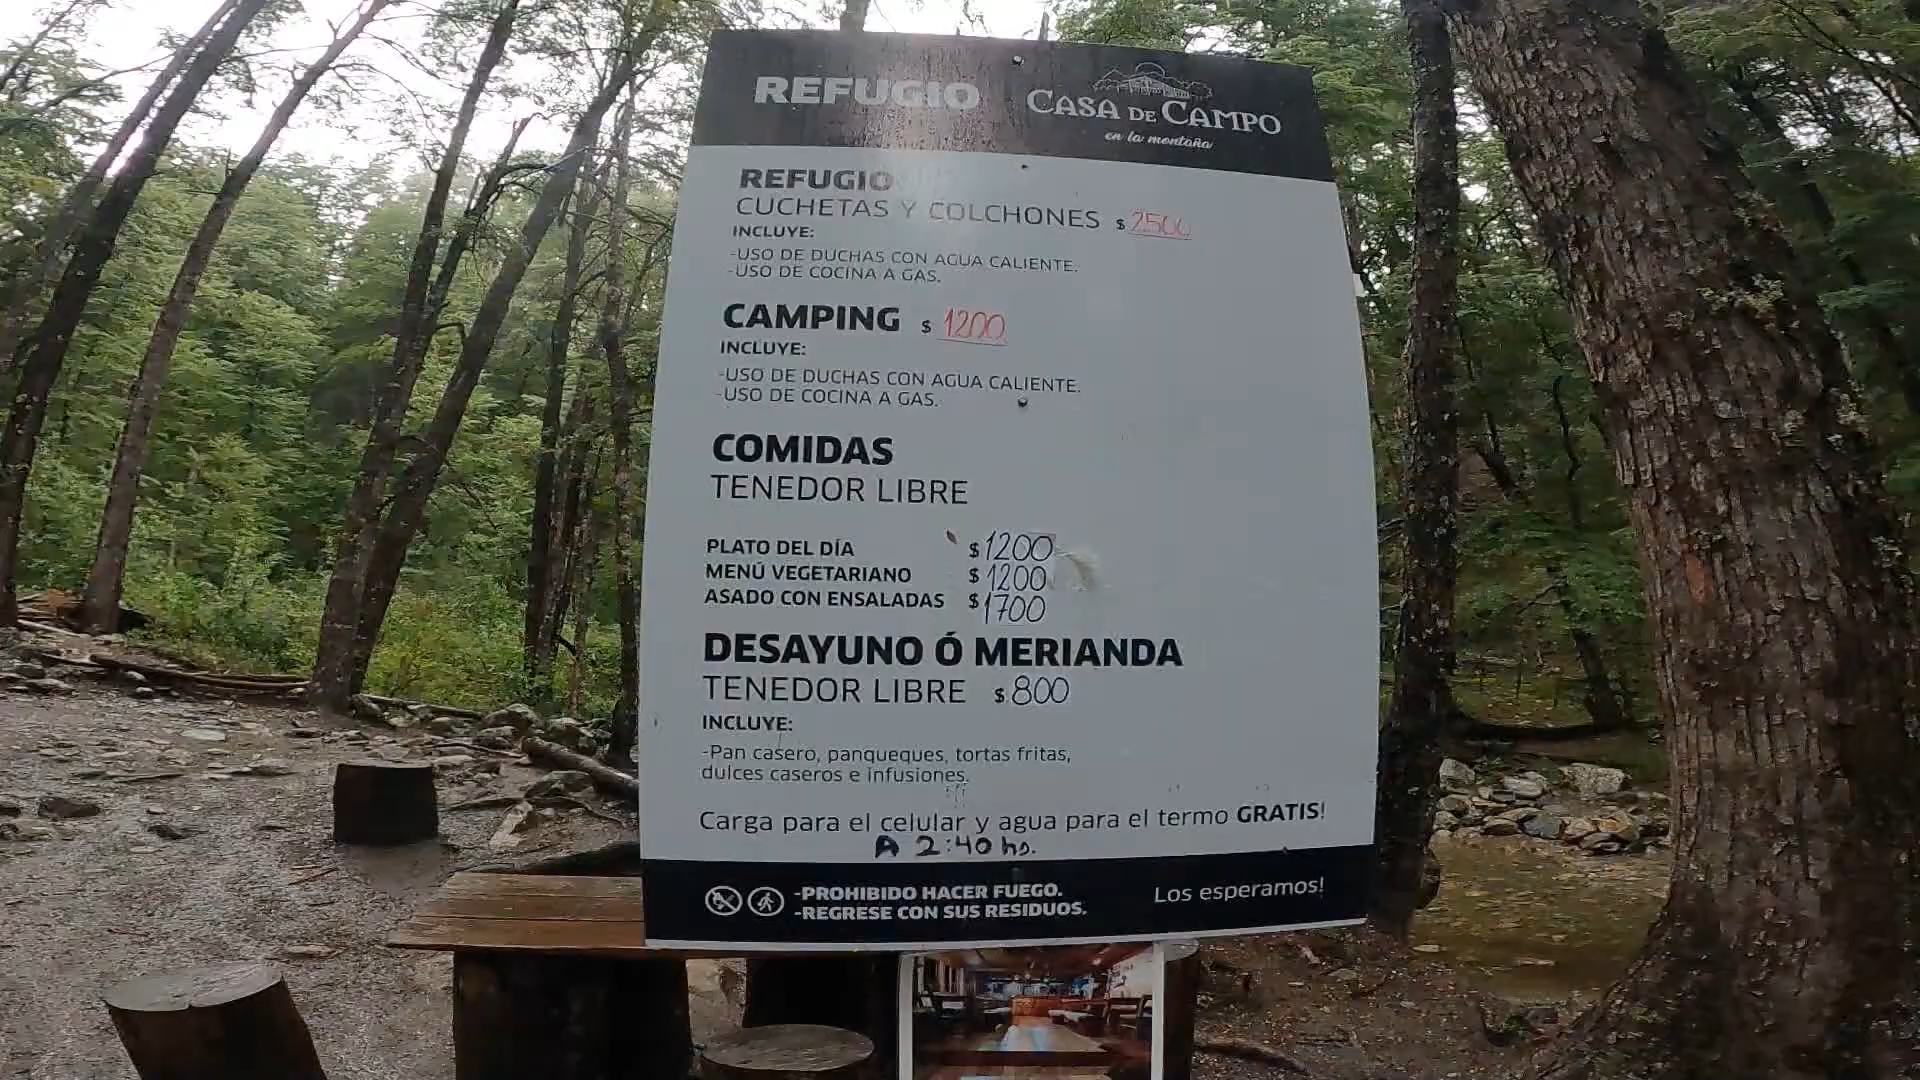 REFUGIO
CASA DE CAMPO
en la montaña
REFUGIO
CUCHETAS Y COLCHONES $ 2500
INCLUYE:
-USO DE DUCHAS CON AGUA CALIENTE.
-USO DE COCINA A GAS.
CAMPING $ 1200
INCLUYE:
-USO DE DUCHAS CON AGUA CALIENTE.
-USO DE COCINA A GAS.
COMIDAS
TENEDOR LIBRE
PLATO DEL DÍA $ 1200
MENÚ VEGETARIANO $ 1200
ASADO CON ENSALADAS $ 1700
DESAYUNO Ó MERIANDA
TENEDOR LIBRE $ 800
INCLUYE:
-Pan casero, panqueques, tortas fritas,
dulces caseros e infusiones.
Carga para el celular y agua para el termo GRATIS!
A 2:40 hs.
-PROHIBIDO HACER FUEGO.
-REGRESE CON SUS RESIDUOS.
Los esperamos!